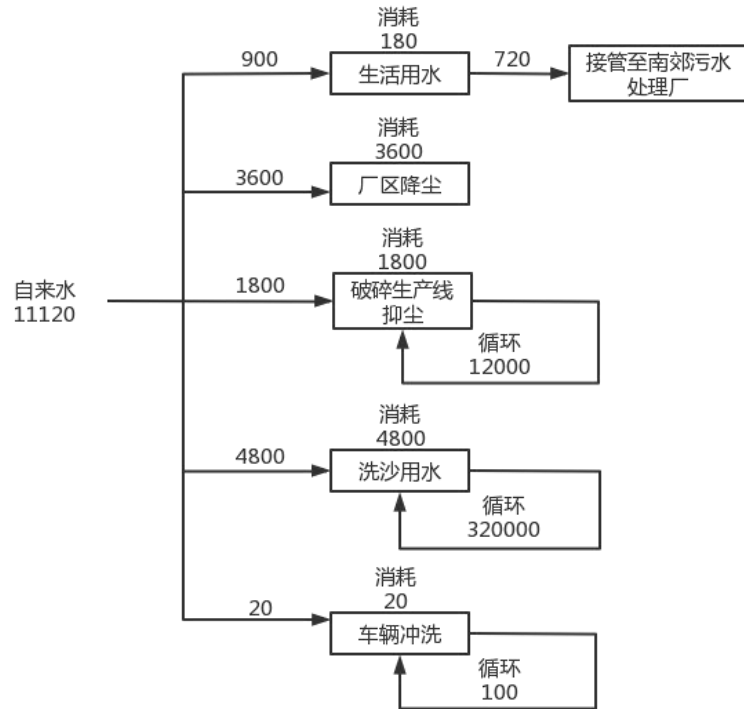 消耗
180
900
生活用水
720
接管至南郊污水
处理厂
消耗
3600
3600
厂区降尘
消耗
1800
自来水
11120
1800
破碎生产线
抑尘
循环
12000
消耗
4800
4800
洗沙用水
循环
320000
消耗
20
20
车辆冲洗
循环
100